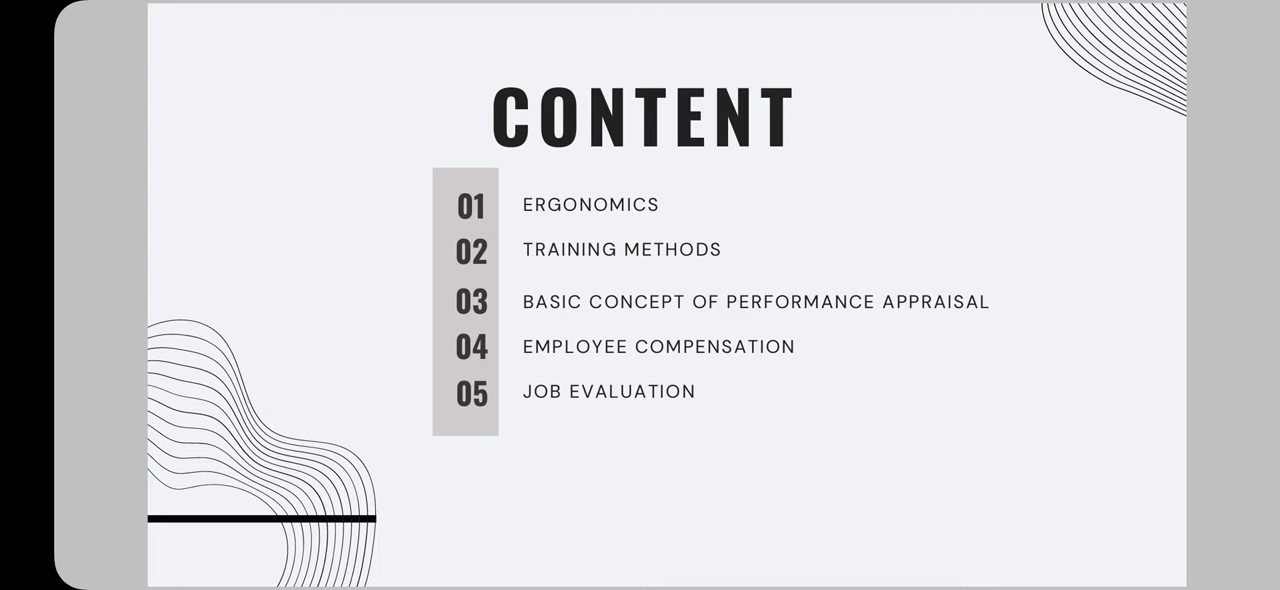 CONTENT
01 ERGONOMICS
02 TRAINING METHODS
03 BASIC CONCEPT OF PERFORMANCE APPRAISAL
04 EMPLOYEE COMPENSATION
05 JOB EVALUATION